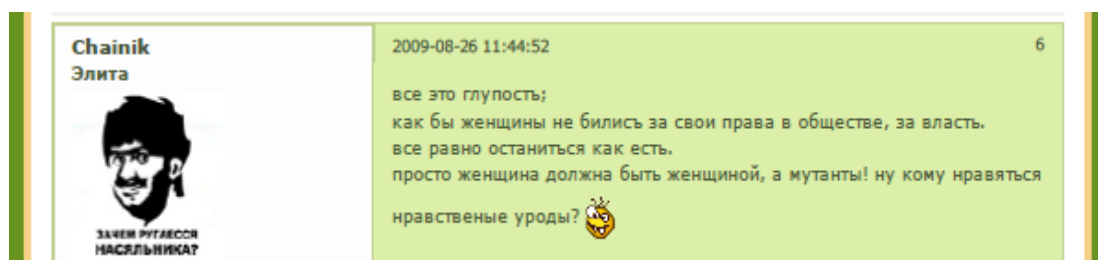 Chainik
Элита
ЗАЧЕМ РУГАЕССЯ
НАСЯЛЬНИКА?
2009-08-26 11:44:52
6
все это глупость;
как бы женщины не бились за свои права в обществе, за власть.
все равно останиться как есть.
просто женщина должна быть женщиной, а мутанты! ну кому нравяться
нравственые уроды?